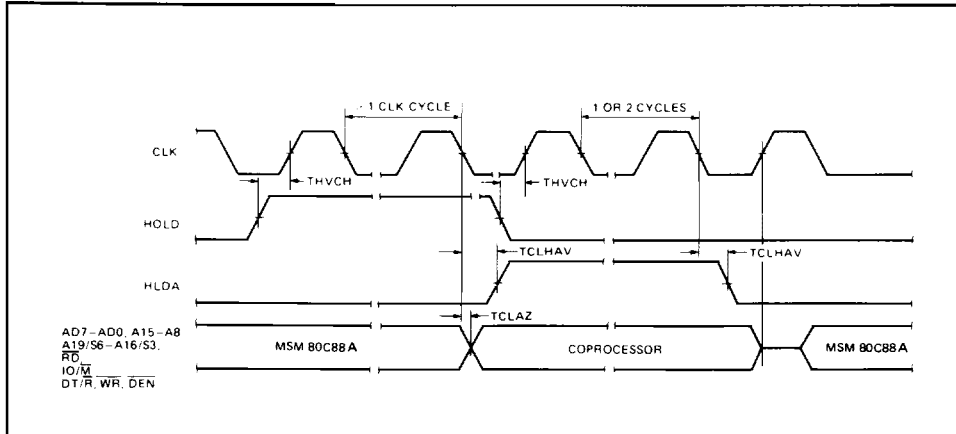 - 1 CLK CYCLE
1 OR 2 CYCLES
CLK
THVCH
THVCH
HOLD
TCLHAV
TCLHAV
HLDA
TCLAZ
AD7-AD0, A15-A8
A19/S6-A16/S3,
RD,
IO/M
DT/R, WR, DEN
MSM 80C88A
COPROCESSOR
MSM 80C88A